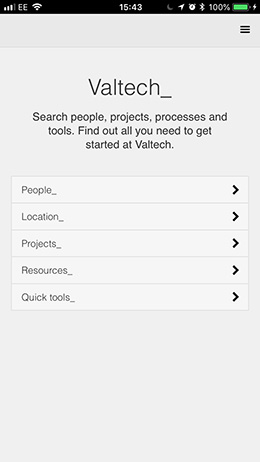 EE 15:43 100%
Valtech_
Search people, projects, processes and
tools. Find out all you need to get
started at Valtech.
People_
Location_
Projects_
Resources_
Quick tools_